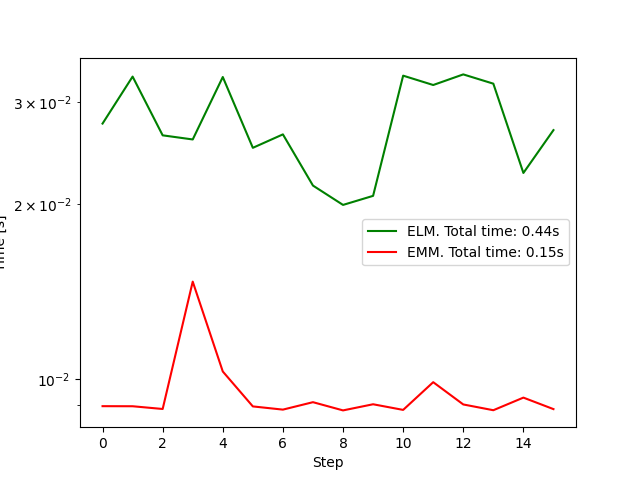 3 × 10⁻²
2 × 10⁻²
10⁻²
Time [s]
ELM. Total time: 0.44s
EMM. Total time: 0.15s
0 2 4 6 8 10 12 14
Step